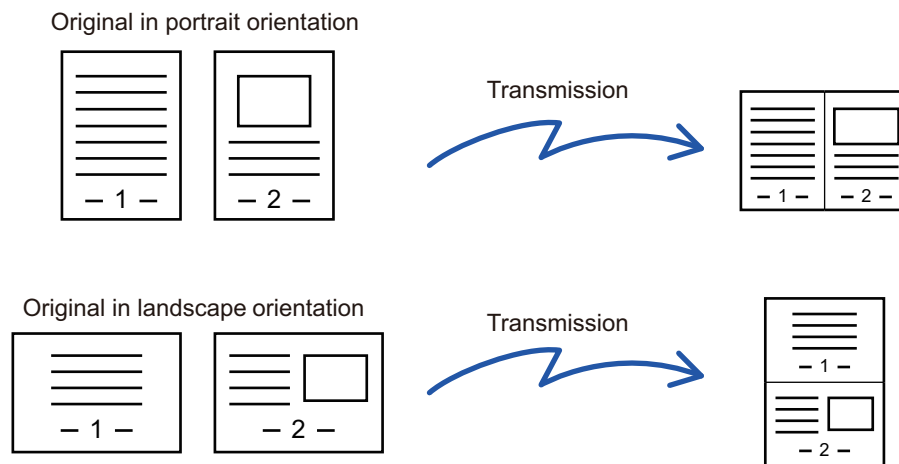 Original in portrait orientation
Transmission
– 1 –
– 2 –
– 1 –
– 2 –
Original in landscape orientation
Transmission
– 1 –
– 2 –
– 1 –
– 2 –